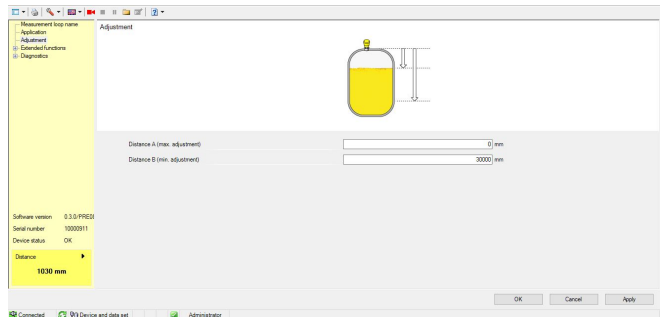 Measurement loop name
Application
Adjustment
Extended functions
Diagnostics
Adjustment
Distance A (max. adjustment)
0 mm
Distance B (min. adjustment)
30000 mm
Software version 0.3.0/PRE08
Serial number 10000911
Device status OK
Distance
1030 mm
OK Cancel Apply
Connected Device and data set Administrator